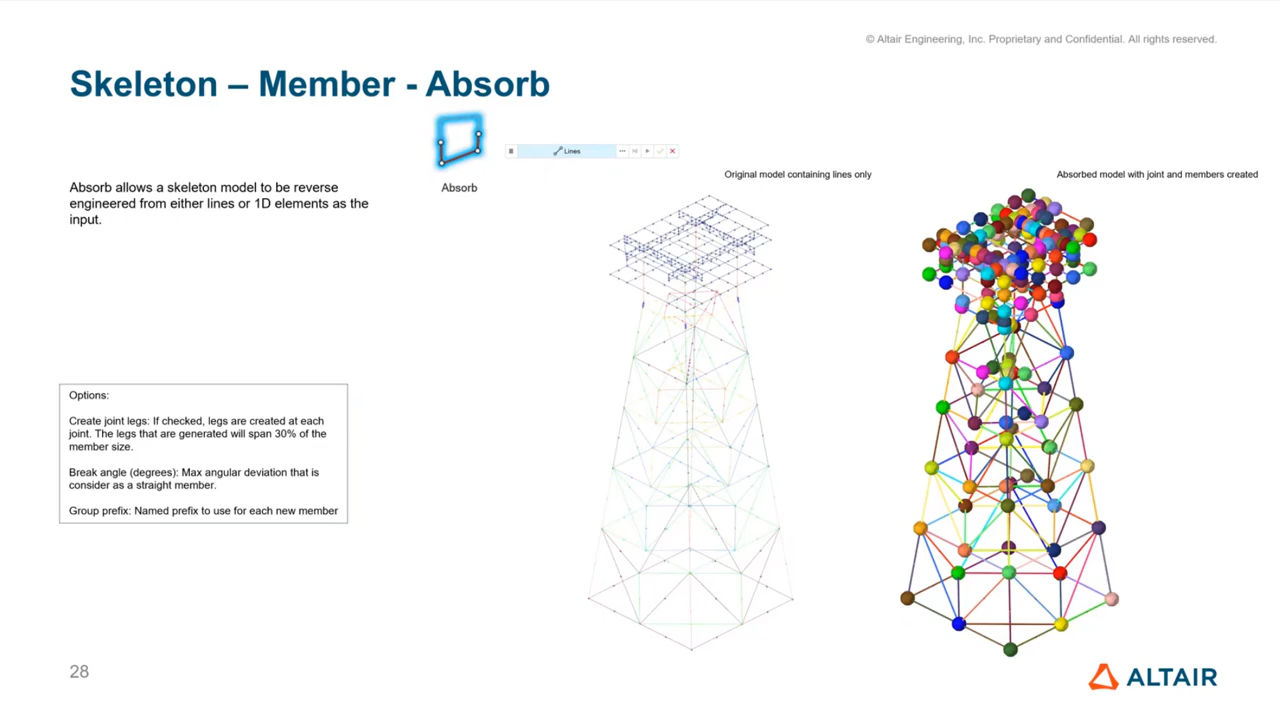 © Altair Engineering, Inc. Proprietary and Confidential. All rights reserved.
Skeleton – Member - Absorb
Lines
Absorb
Original model containing lines only
Absorbed model with joint and members created
Absorb allows a skeleton model to be reverse
engineered from either lines or 1D elements as the
input.
Options:
Create joint legs: If checked, legs are created at each
joint. The legs that are generated will span 30% of the
member size.
Break angle (degrees): Max angular deviation that is
consider as a straight member.
Group prefix: Named prefix to use for each new member
28
ALTAIR